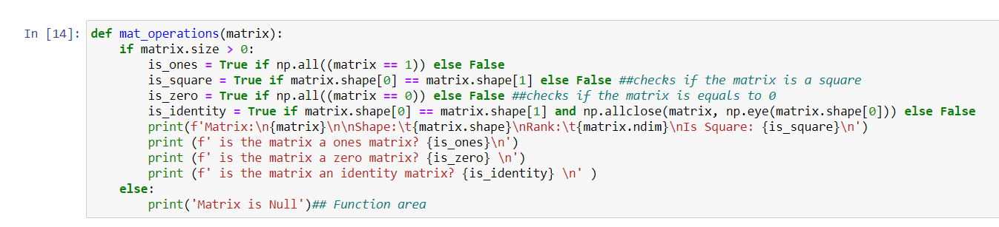 In [14]: def mat_operations(matrix):
    if matrix.size > 0:
        is_ones = True if np.all((matrix == 1)) else False
        is_square = True if matrix.shape[0] == matrix.shape[1] else False ##checks if the matrix is a square
        is_zero = True if np.all((matrix == 0)) else False ##checks if the matrix is equals to 0
        is_identity = True if matrix.shape[0] == matrix.shape[1] and np.allclose(matrix, np.eye(matrix.shape[0])) else False
        print(f'Matrix:\n{matrix}\n\nShape:\t{matrix.shape}\nRank:\t{matrix.ndim}\nIs Square: {is_square}\n')
        print (f' is the matrix a ones matrix? {is_ones}\n')
        print (f' is the matrix a zero matrix? {is_zero} \n')
        print (f' is the matrix an identity matrix? {is_identity} \n' )
    else:
        print('Matrix is Null')## Function area